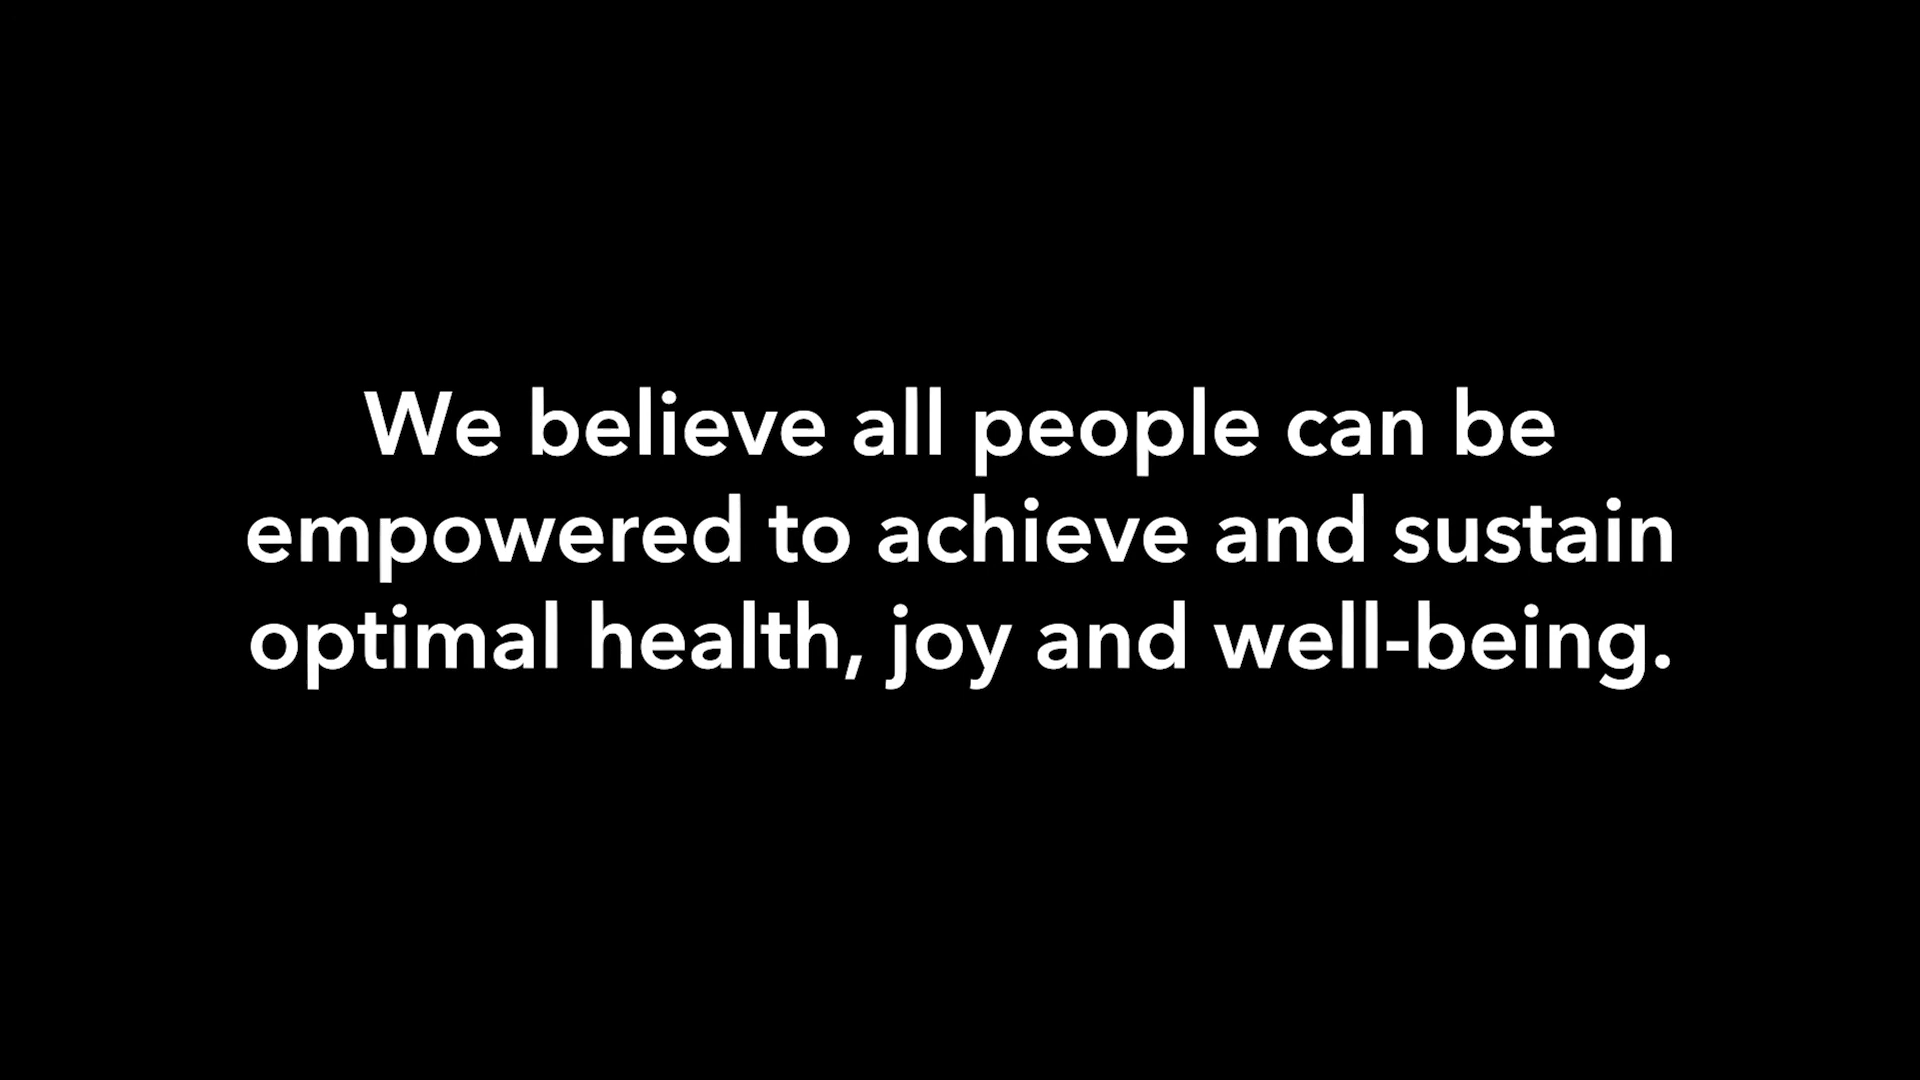 We believe all people can be
empowered to achieve and sustain
optimal health, joy and well-being.